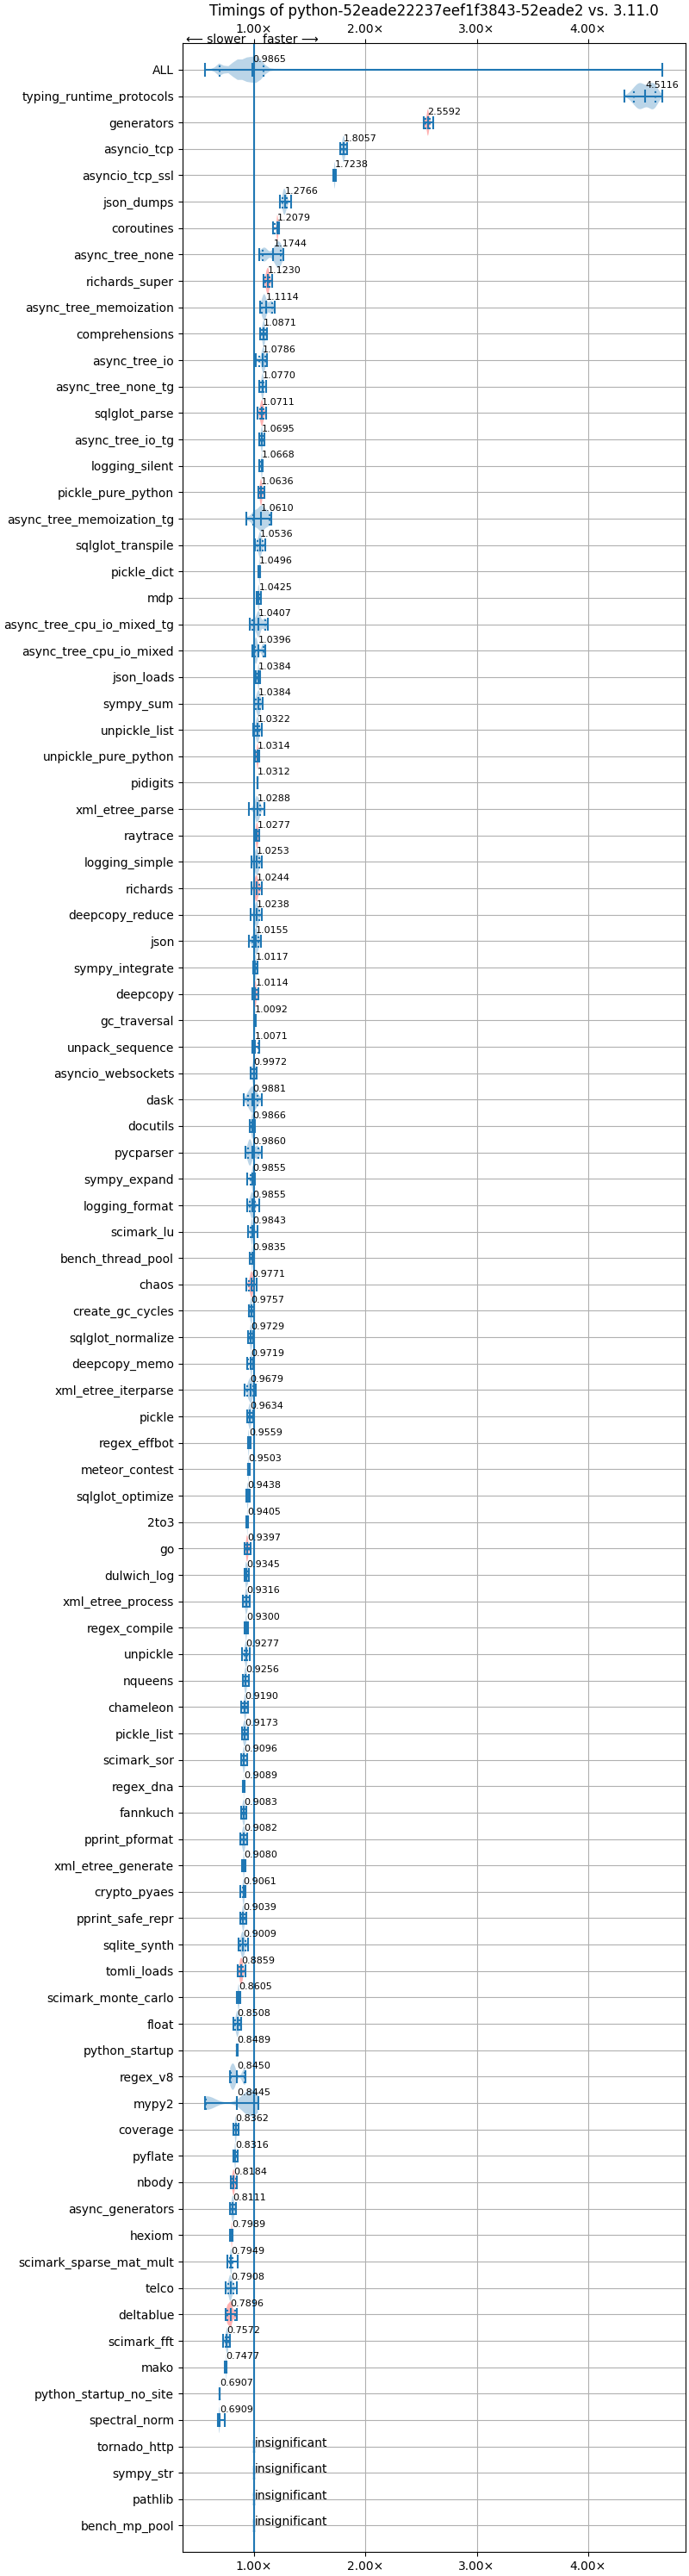 Timings of python-52eade22237eef1f3843-52eade2 vs. 3.11.0
1.00× 2.00× 3.00× 4.00×
⟵ slower faster ⟶
ALL 0.9865
typing_runtime_protocols 4.5116
generators 2.5592
asyncio_tcp 1.8057
asyncio_tcp_ssl 1.7238
json_dumps 1.2766
coroutines 1.2079
async_tree_none 1.1744
richards_super 1.1230
async_tree_memoization 1.1114
comprehensions 1.0871
async_tree_io 1.0786
async_tree_none_tg 1.0770
sqlglot_parse 1.0711
async_tree_io_tg 1.0695
logging_silent 1.0668
pickle_pure_python 1.0636
async_tree_memoization_tg 1.0610
sqlglot_transpile 1.0536
pickle_dict 1.0496
mdp 1.0425
async_tree_cpu_io_mixed_tg 1.0407
async_tree_cpu_io_mixed 1.0396
json_loads 1.0384
sympy_sum 1.0384
unpickle_list 1.0322
unpickle_pure_python 1.0314
pidigits 1.0312
xml_etree_parse 1.0288
raytrace 1.0277
logging_simple 1.0253
richards 1.0244
deepcopy_reduce 1.0238
json 1.0155
sympy_integrate 1.0117
deepcopy 1.0114
gc_traversal 1.0092
unpack_sequence 1.0071
asyncio_websockets 0.9972
dask 0.9881
docutils 0.9866
pycparser 0.9860
sympy_expand 0.9855
logging_format 0.9855
scimark_lu 0.9843
bench_thread_pool 0.9835
chaos 0.9771
create_gc_cycles 0.9757
sqlglot_normalize 0.9729
deepcopy_memo 0.9719
xml_etree_iterparse 0.9679
pickle 0.9634
regex_effbot 0.9559
meteor_contest 0.9503
sqlglot_optimize 0.9438
2to3 0.9405
go 0.9397
dulwich_log 0.9345
xml_etree_process 0.9316
regex_compile 0.9300
unpickle 0.9277
nqueens 0.9256
chameleon 0.9190
pickle_list 0.9173
scimark_sor 0.9096
regex_dna 0.9089
fannkuch 0.9083
pprint_pformat 0.9082
xml_etree_generate 0.9080
crypto_pyaes 0.9061
pprint_safe_repr 0.9039
sqlite_synth 0.9009
tomli_loads 0.8859
scimark_monte_carlo 0.8605
float 0.8508
python_startup 0.8489
regex_v8 0.8450
mypy2 0.8445
coverage 0.8362
pyflate 0.8316
nbody 0.8184
async_generators 0.8111
hexiom 0.7989
scimark_sparse_mat_mult 0.7949
telco 0.7908
deltablue 0.7896
scimark_fft 0.7572
mako 0.7477
python_startup_no_site 0.6907
spectral_norm 0.6909
tornado_http insignificant
sympy_str insignificant
pathlib insignificant
bench_mp_pool insignificant
1.00× 2.00× 3.00× 4.00×